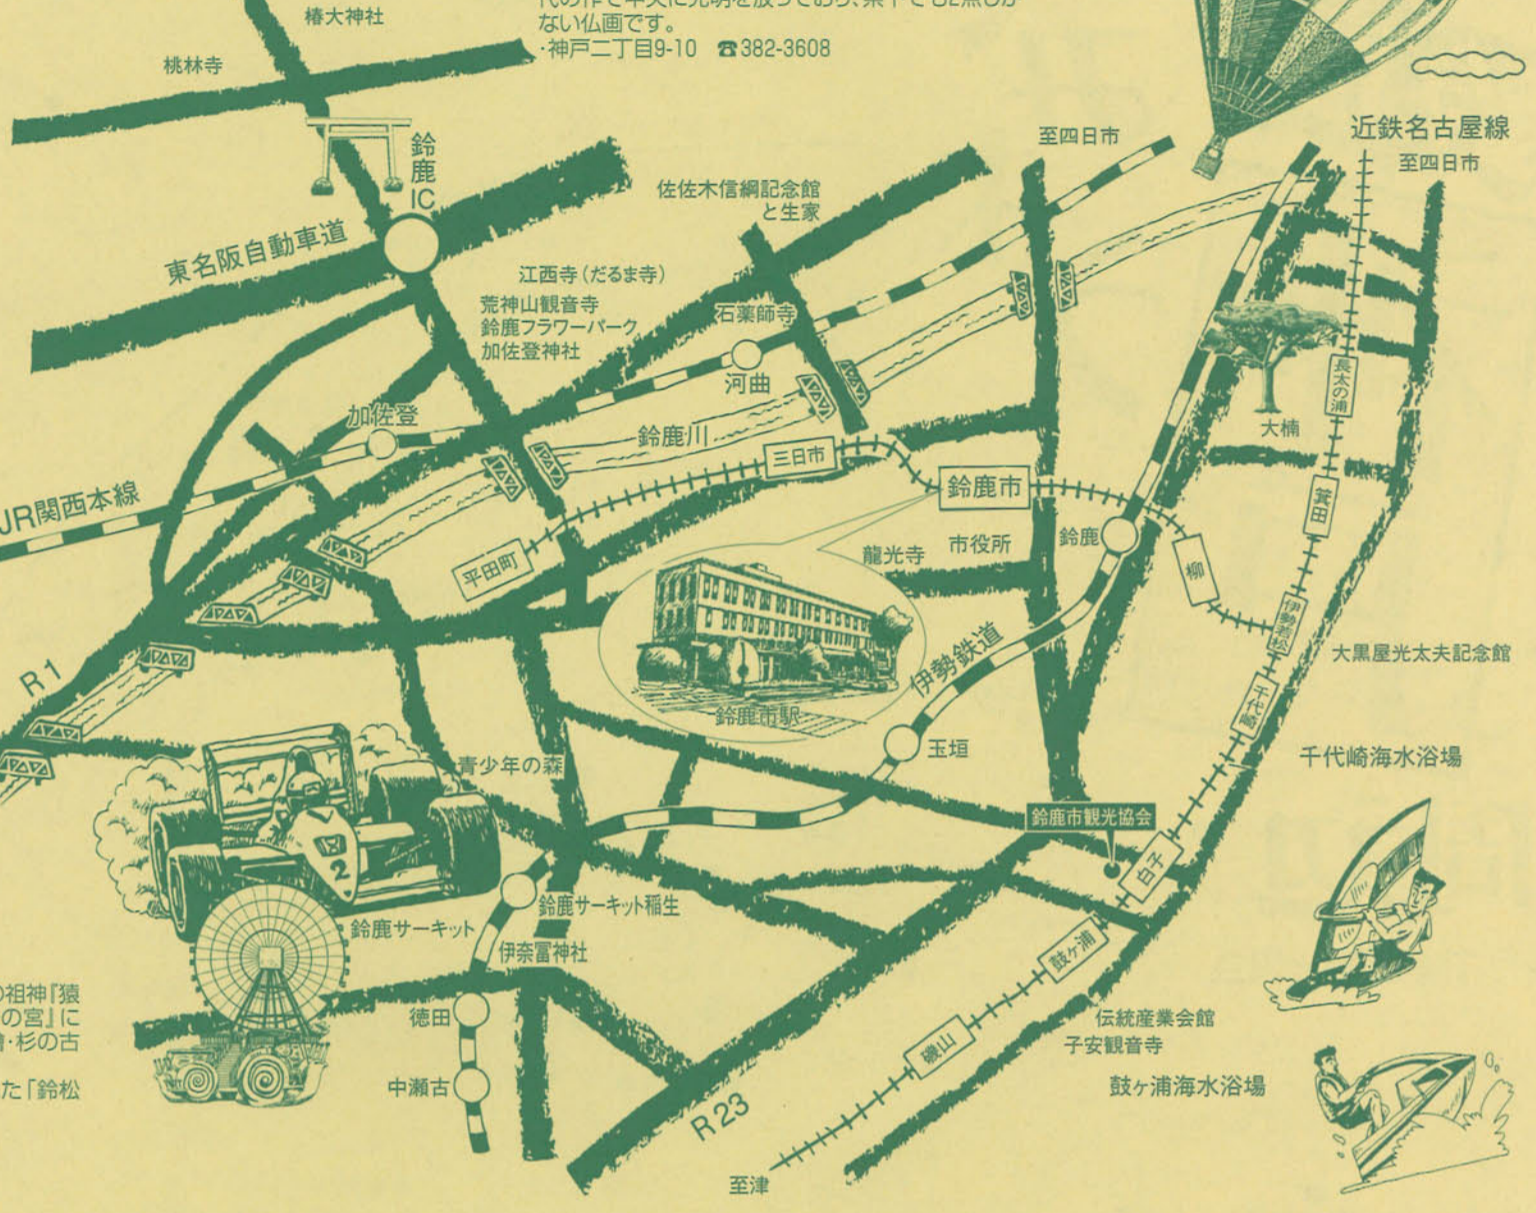 椿大神社
ない仏画です。
・神戸二丁目9-10 ☎382-3608
桃林寺
鈴鹿IC
近鉄名古屋線
至四日市
至四日市
佐佐木信綱記念館
と生家
東名阪自動車道
江西寺(だるま寺)
荒神山観音寺
鈴鹿フラワーパーク
加佐登神社
石薬師寺
河曲
加佐登
鈴鹿川
三日市
長太の浦
大楠
JR関西本線
鈴鹿市
箕田
平田町
龍光寺
市役所
鈴鹿
柳
伊勢若松
大黒屋光太夫記念館
R1
伊勢鉄道
千代崎
鈴鹿市駅
玉垣
千代崎海水浴場
青少年の森
鈴鹿市観光協会
白子
2
鈴鹿サーキット稲生
鈴鹿サーキット
伊奈冨神社
鼓ヶ浦
の祖神『猿
の宮』に
・杉の古
た「鈴松
徳田
伝統産業会館
子安観音寺
磯山
中瀬古
鼓ヶ浦海水浴場
R23
至津